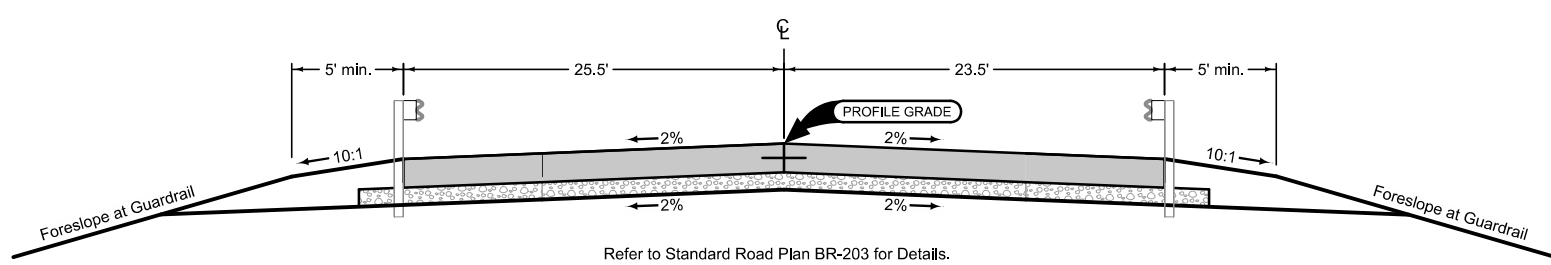 ℄
5' min.
25.5'
23.5'
5' min.
PROFILE GRADE
2%
2%
10:1
10:1
Foreslope at Guardrail
Foreslope at Guardrail
2%
2%
Refer to Standard Road Plan BR-203 for Details.